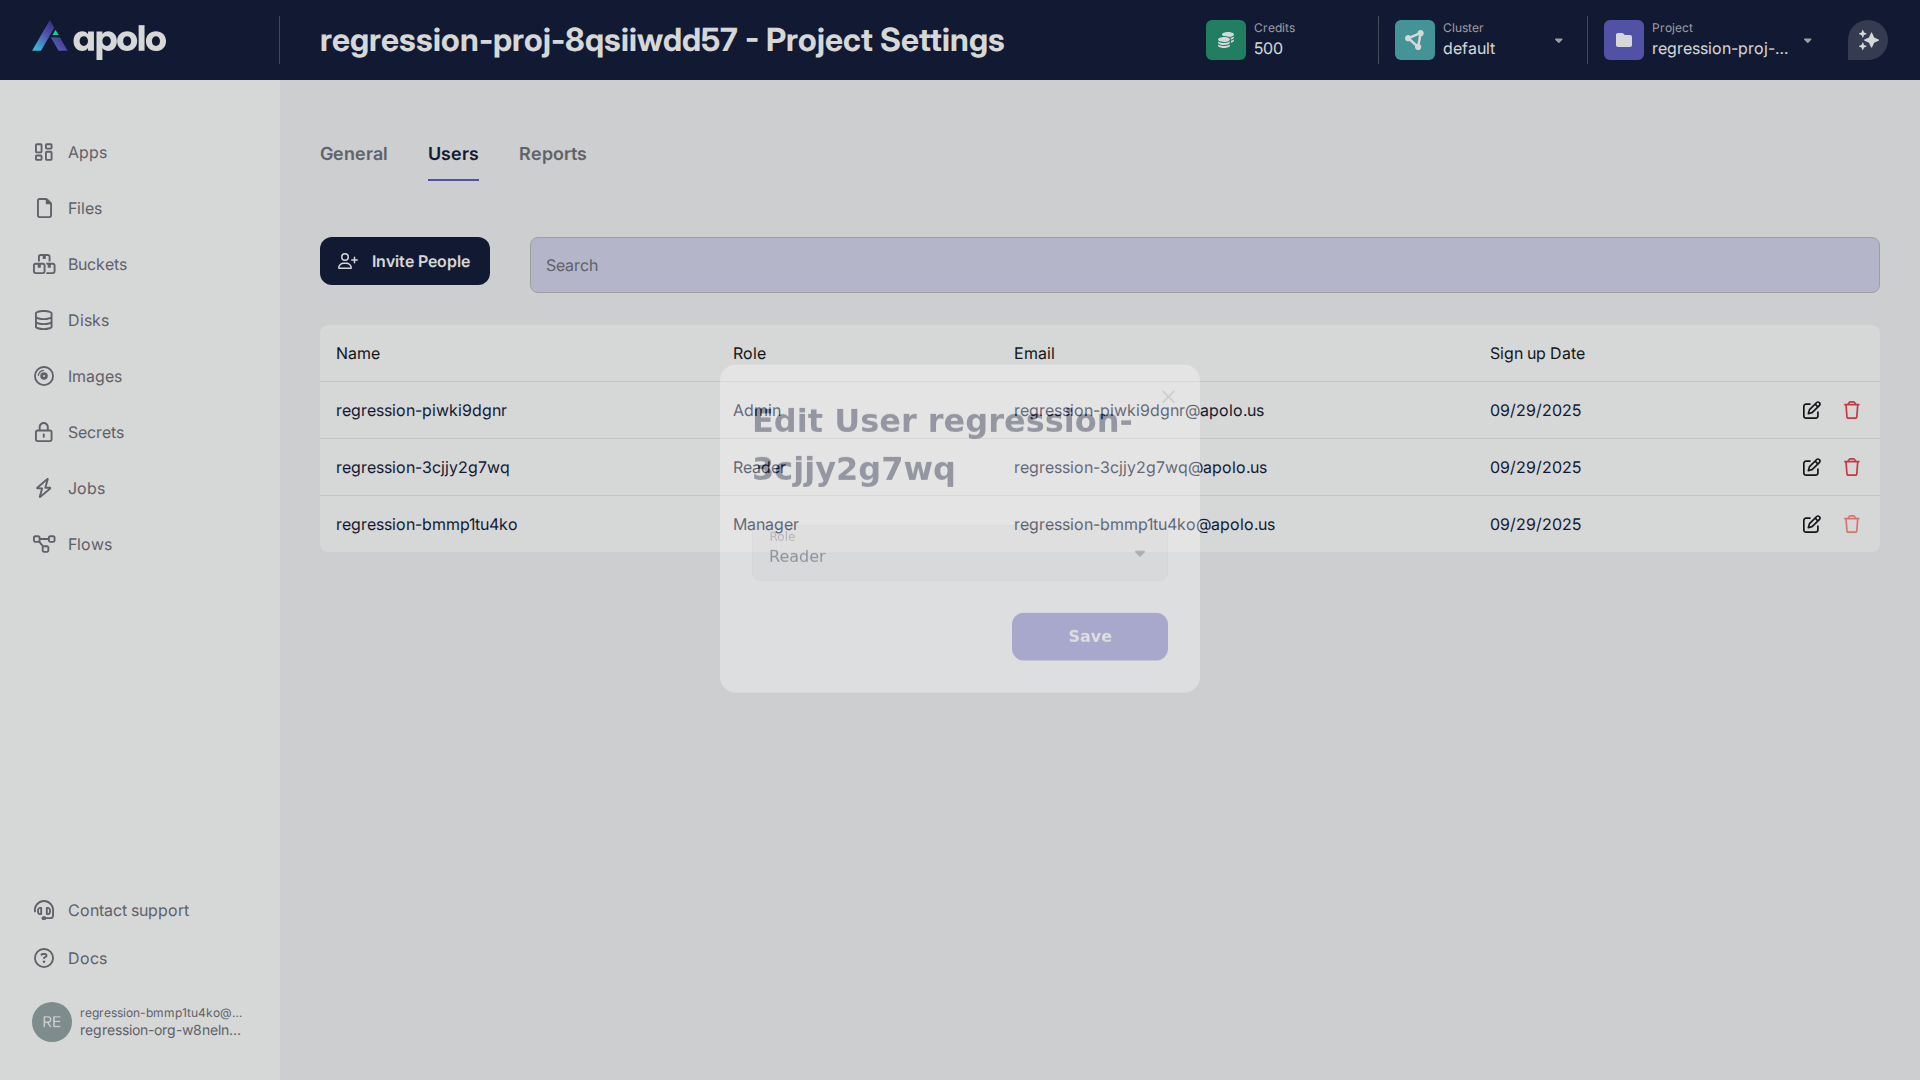 apolo
regression-proj-8qsiiwdd57 - Project Settings
Credits
500
Cluster
default
Project
regression-proj-...
Apps
Files
Buckets
Disks
Images
Secrets
Jobs
Flows
Contact support
Docs
RE
regression-bmmp1tu4ko@...
regression-org-w8neln...
General
Users
Reports
Invite People
Search
Name
Role
Email
Sign up Date
regression-piwki9dgnr
Admin
regression-piwki9dgnr@apolo.us
09/29/2025
regression-3cjjy2g7wq
Reader
regression-3cjjy2g7wq@apolo.us
09/29/2025
regression-bmmp1tu4ko
Manager
regression-bmmp1tu4ko@apolo.us
09/29/2025
Edit User regression-
3cjjy2g7wq
Role
Reader
Save